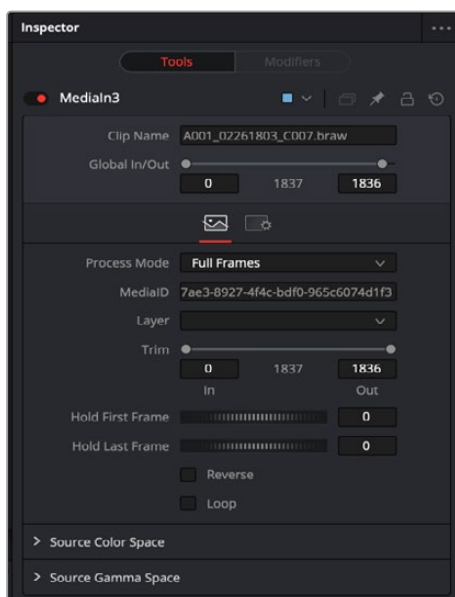 Inspector
Tools Modifiers
MediaIn3
Clip Name A001_02261803_C007.braw
Global In/Out
0 1837 1836
Process Mode Full Frames
MediaID 7ae3-8927-4f4c-bdf0-965c6074d1f3
Layer
Trim
0 1837 1836
In Out
Hold First Frame 0
Hold Last Frame 0
Reverse
Loop
Source Color Space
Source Gamma Space